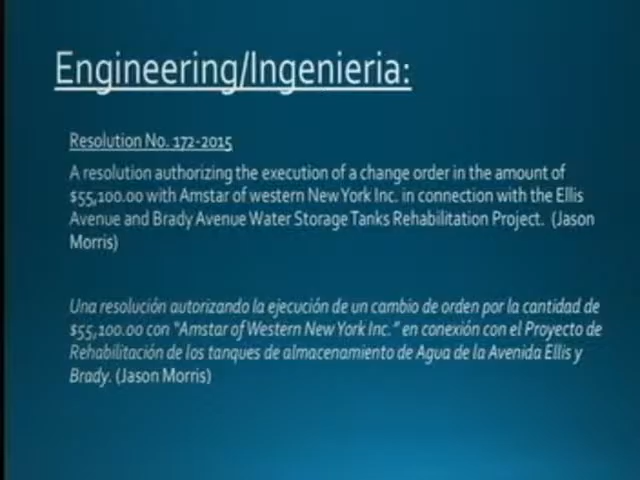 Engineering/Ingenieria:
Resolution No. 172-2015
A resolution authorizing the execution of a change order in the amount of
$55,100.00 with Amstar of western New York Inc. in connection with the Ellis
Avenue and Brady Avenue Water Storage Tanks Rehabilitation Project. (Jason
Morris)
Una resolución autorizando la ejecución de un cambio de orden por la cantidad de
$55,100.00 con "Amstar of Western New York Inc." en conexión con el Proyecto de
Rehabilitación de los tanques de almacenamiento de Agua de la Avenida Ellis y
Brady. (Jason Morris)